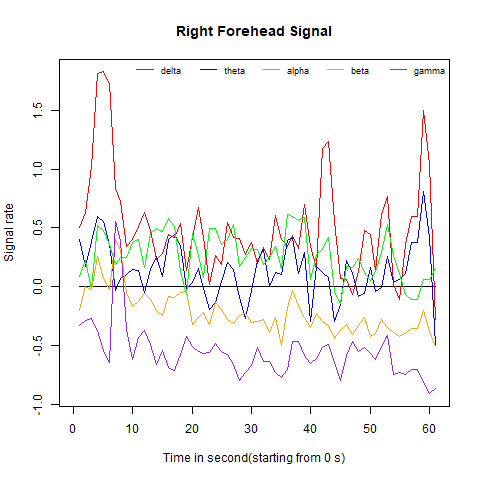 Right Forehead Signal
delta theta alpha beta gamma
Signal rate
1.5
1.0
0.5
0.0
-0.5
-1.0
0 10 20 30 40 50 60
Time in second(starting from 0 s)